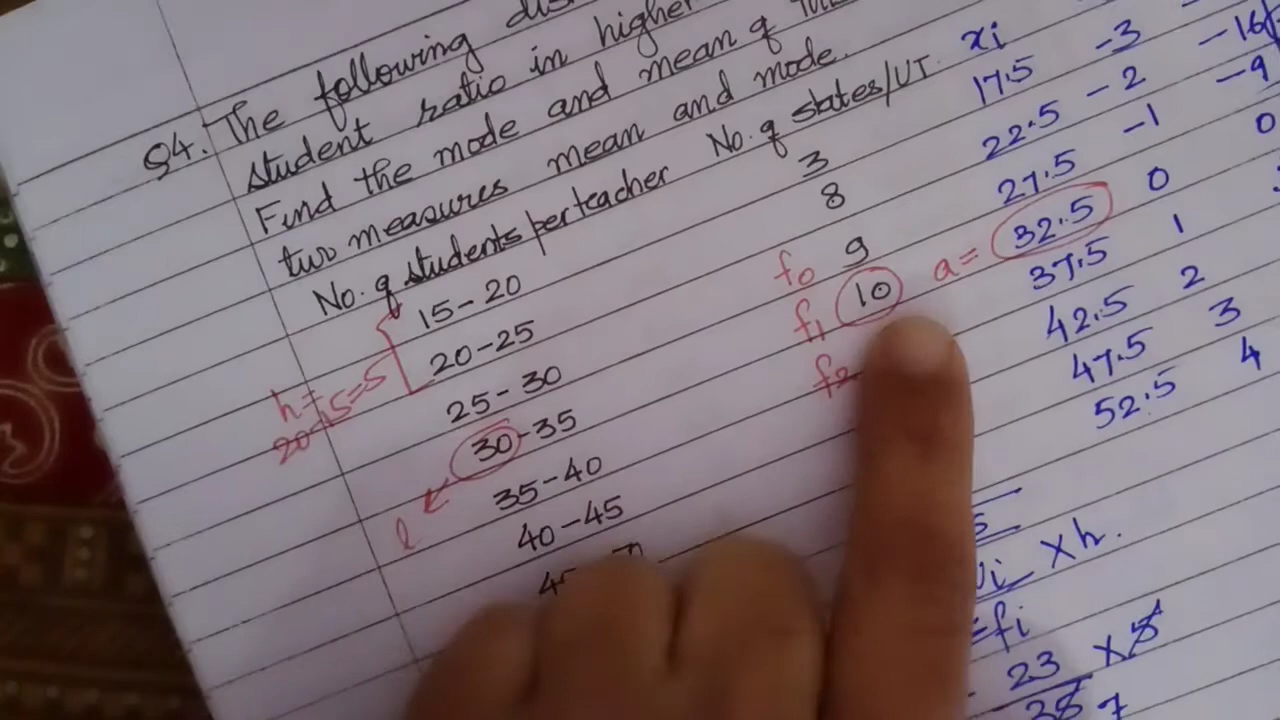 Q4. The following
student ratio in higher
Find the mode and mean of
two measures mean and mode.
No. of students per teacher No. of states/UT. xi
15-20 3 17.5 -3
20-25 8 22.5 -2 -16
25-30 f0 9 27.5 -1 -9
30-35 f1 10 a= 32.5 0 0
35-40 f2 37.5 1
40-45 42.5 2
45 47.5 3
52.5 4
h=
20-15=5
l
ui × h.
=fi
23 × 5
35 7